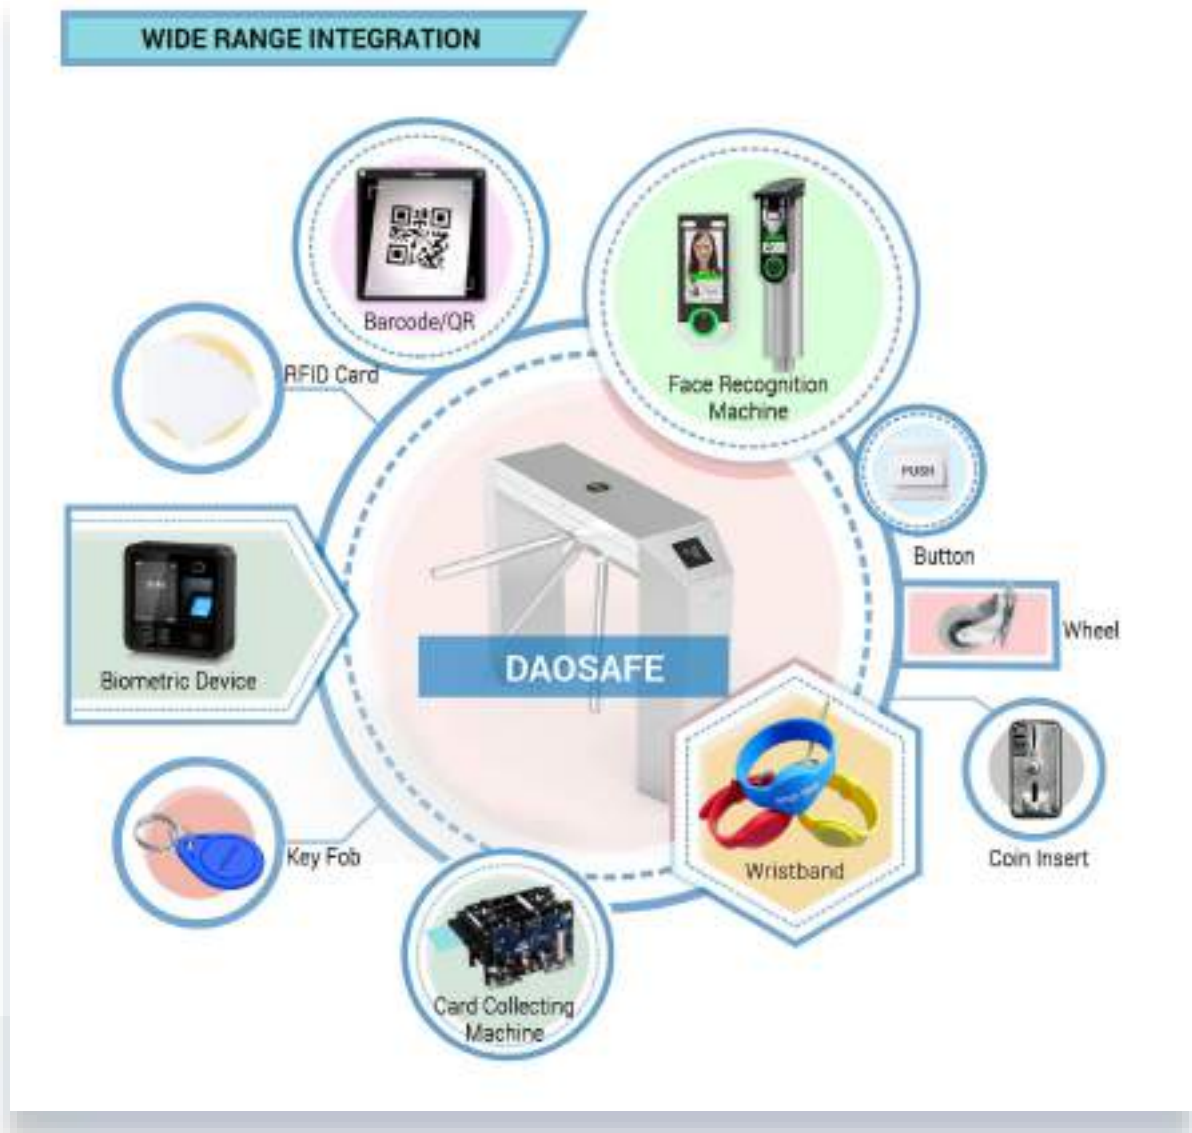 WIDE RANGE INTEGRATION
Barcode/QR
Face Recognition
Machine
RFID Card
PUSH
Button
Biometric Device
Wheel
DAOSAFE
Wristband
Coin Insert
Key Fob
Card Collecting
Machine